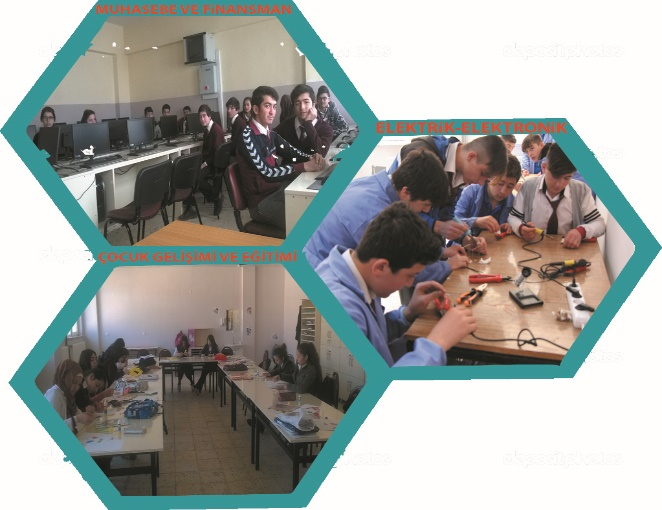 MUHASEBE VE FİNANSMAN
ELEKTRİK-ELEKTRONİK
ÇOCUK GELİŞİMİ VE EĞİTİMİ